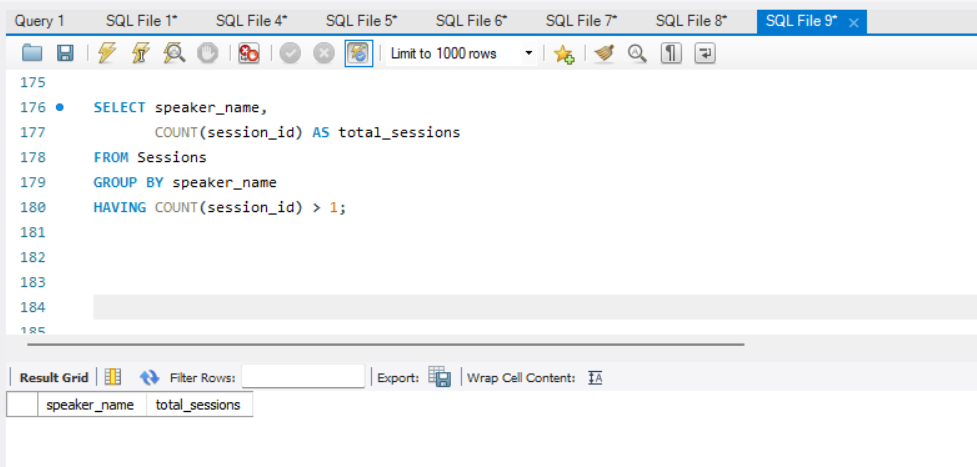 Query 1 SQL File 1* SQL File 4* SQL File 5* SQL File 6* SQL File 7* SQL File 8* SQL File 9*
Limit to 1000 rows
175
176 SELECT speaker_name,
177 COUNT(session_id) AS total_sessions
178 FROM Sessions
179 GROUP BY speaker_name
180 HAVING COUNT(session_id) > 1;
181
182
183
184
185
Result Grid Filter Rows: Export: Wrap Cell Content: IA
speaker_name total_sessions